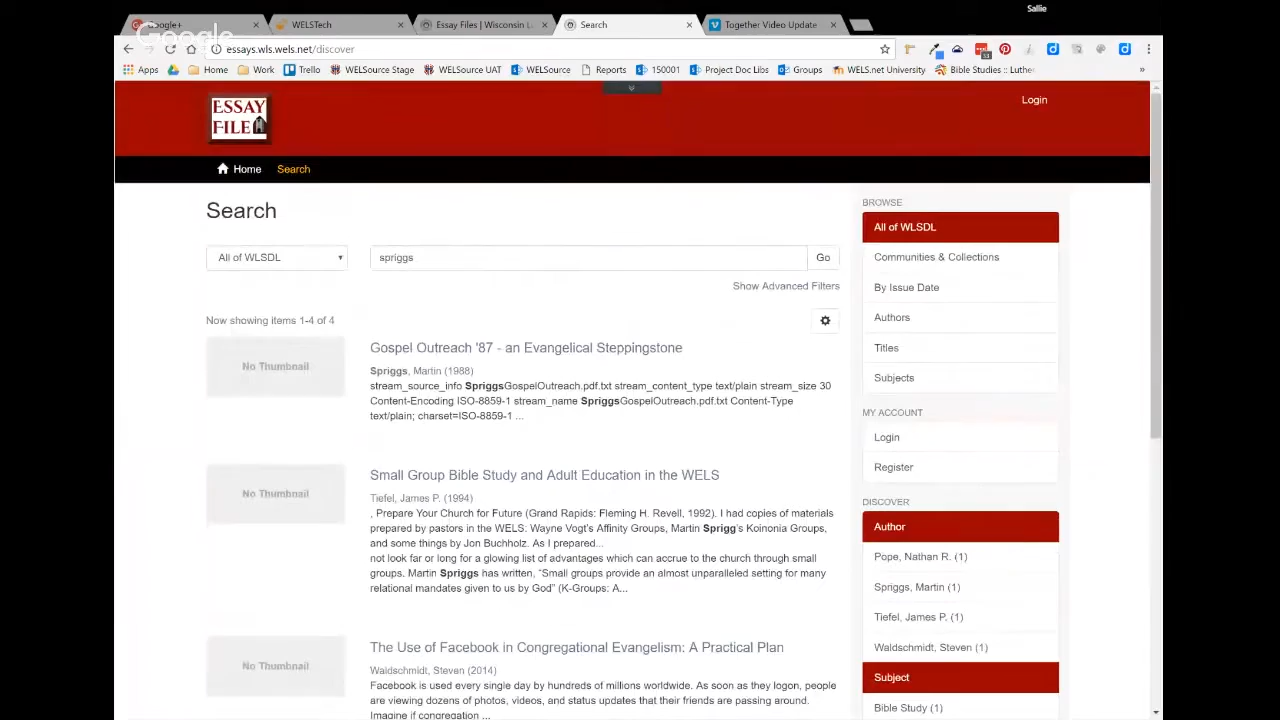 Sallie
Google+
WELSTech
Essay Files | Wisconsin L
Search
Together Video Update
Google
essays.wls.wels.net/discover
Apps
Home
Work
Trello
WELSource Stage
WELSource UAT
WELSource
Reports
150001
Project Doc Libs
Groups
WELS.net University
Bible Studies :: Luthe
»
ESSAY
FILE
Login
Home
Search
Search
All of WLSDL
spriggs
Go
Show Advanced Filters
Now showing items 1-4 of 4
No Thumbnail
Gospel Outreach '87 - an Evangelical Steppingstone
Spriggs, Martin (1988)
stream_source_info SpriggsGospelOutreach.pdf.txt stream_content_type text/plain stream_size 30
Content-Encoding ISO-8859-1 stream_name SpriggsGospelOutreach.pdf.txt Content-Type
text/plain; charset=ISO-8859-1 ...
No Thumbnail
Small Group Bible Study and Adult Education in the WELS
Tiefel, James P. (1994)
, Prepare Your Church for Future (Grand Rapids: Fleming H. Revell, 1992). I had copies of materials
prepared by pastors in the WELS: Wayne Vogt's Affinity Groups, Martin Sprigg's Koinonia Groups,
and some things by Jon Buchholz. As I prepared...
not look far or long for a glowing list of advantages which can accrue to the church through small
groups. Martin Spriggs has written, "Small groups provide an almost unparalleled setting for many
relational mandates given to us by God" (K-Groups: A...
No Thumbnail
The Use of Facebook in Congregational Evangelism: A Practical Plan
Waldschmidt, Steven (2014)
Facebook is used every single day by hundreds of millions worldwide. As soon as they logon, people
are viewing dozens of photos, videos, and status updates that their friends are passing around.
Imagine if congregation ...
BROWSE
All of WLSDL
Communities & Collections
By Issue Date
Authors
Titles
Subjects
MY ACCOUNT
Login
Register
DISCOVER
Author
Pope, Nathan R. (1)
Spriggs, Martin (1)
Tiefel, James P. (1)
Waldschmidt, Steven (1)
Subject
Bible Study (1)